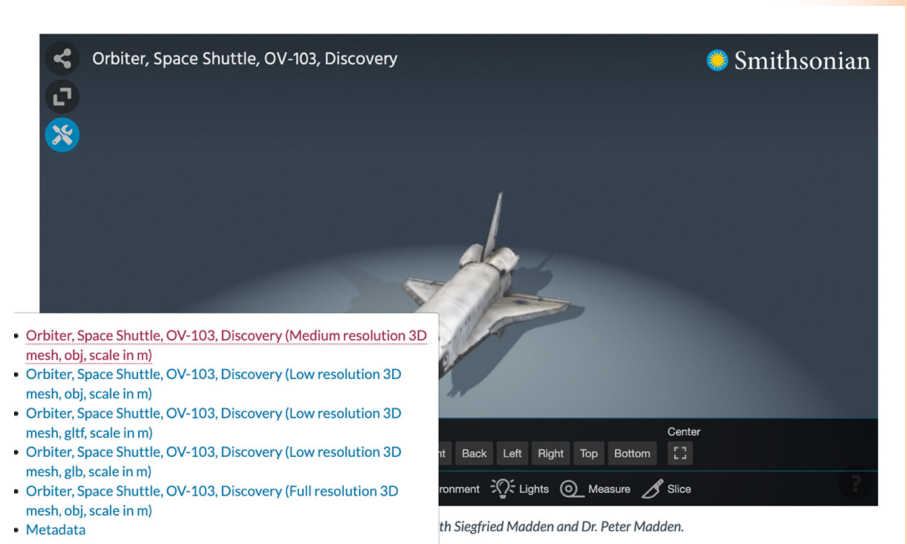 Orbiter, Space Shuttle, OV-103, Discovery
Smithsonian
Orbiter, Space Shuttle, OV-103, Discovery (Medium resolution 3D
mesh, obj, scale in m)
Orbiter, Space Shuttle, OV-103, Discovery (Low resolution 3D
mesh, obj, scale in m)
Orbiter, Space Shuttle, OV-103, Discovery (Low resolution 3D
mesh, gltf, scale in m)
Orbiter, Space Shuttle, OV-103, Discovery (Low resolution 3D
mesh, glb, scale in m)
Orbiter, Space Shuttle, OV-103, Discovery (Full resolution 3D
mesh, obj, scale in m)
Metadata
Center
Back Left Right Top Bottom
Lights Measure Slice
?
Siegfried Madden and Dr. Peter Madden.